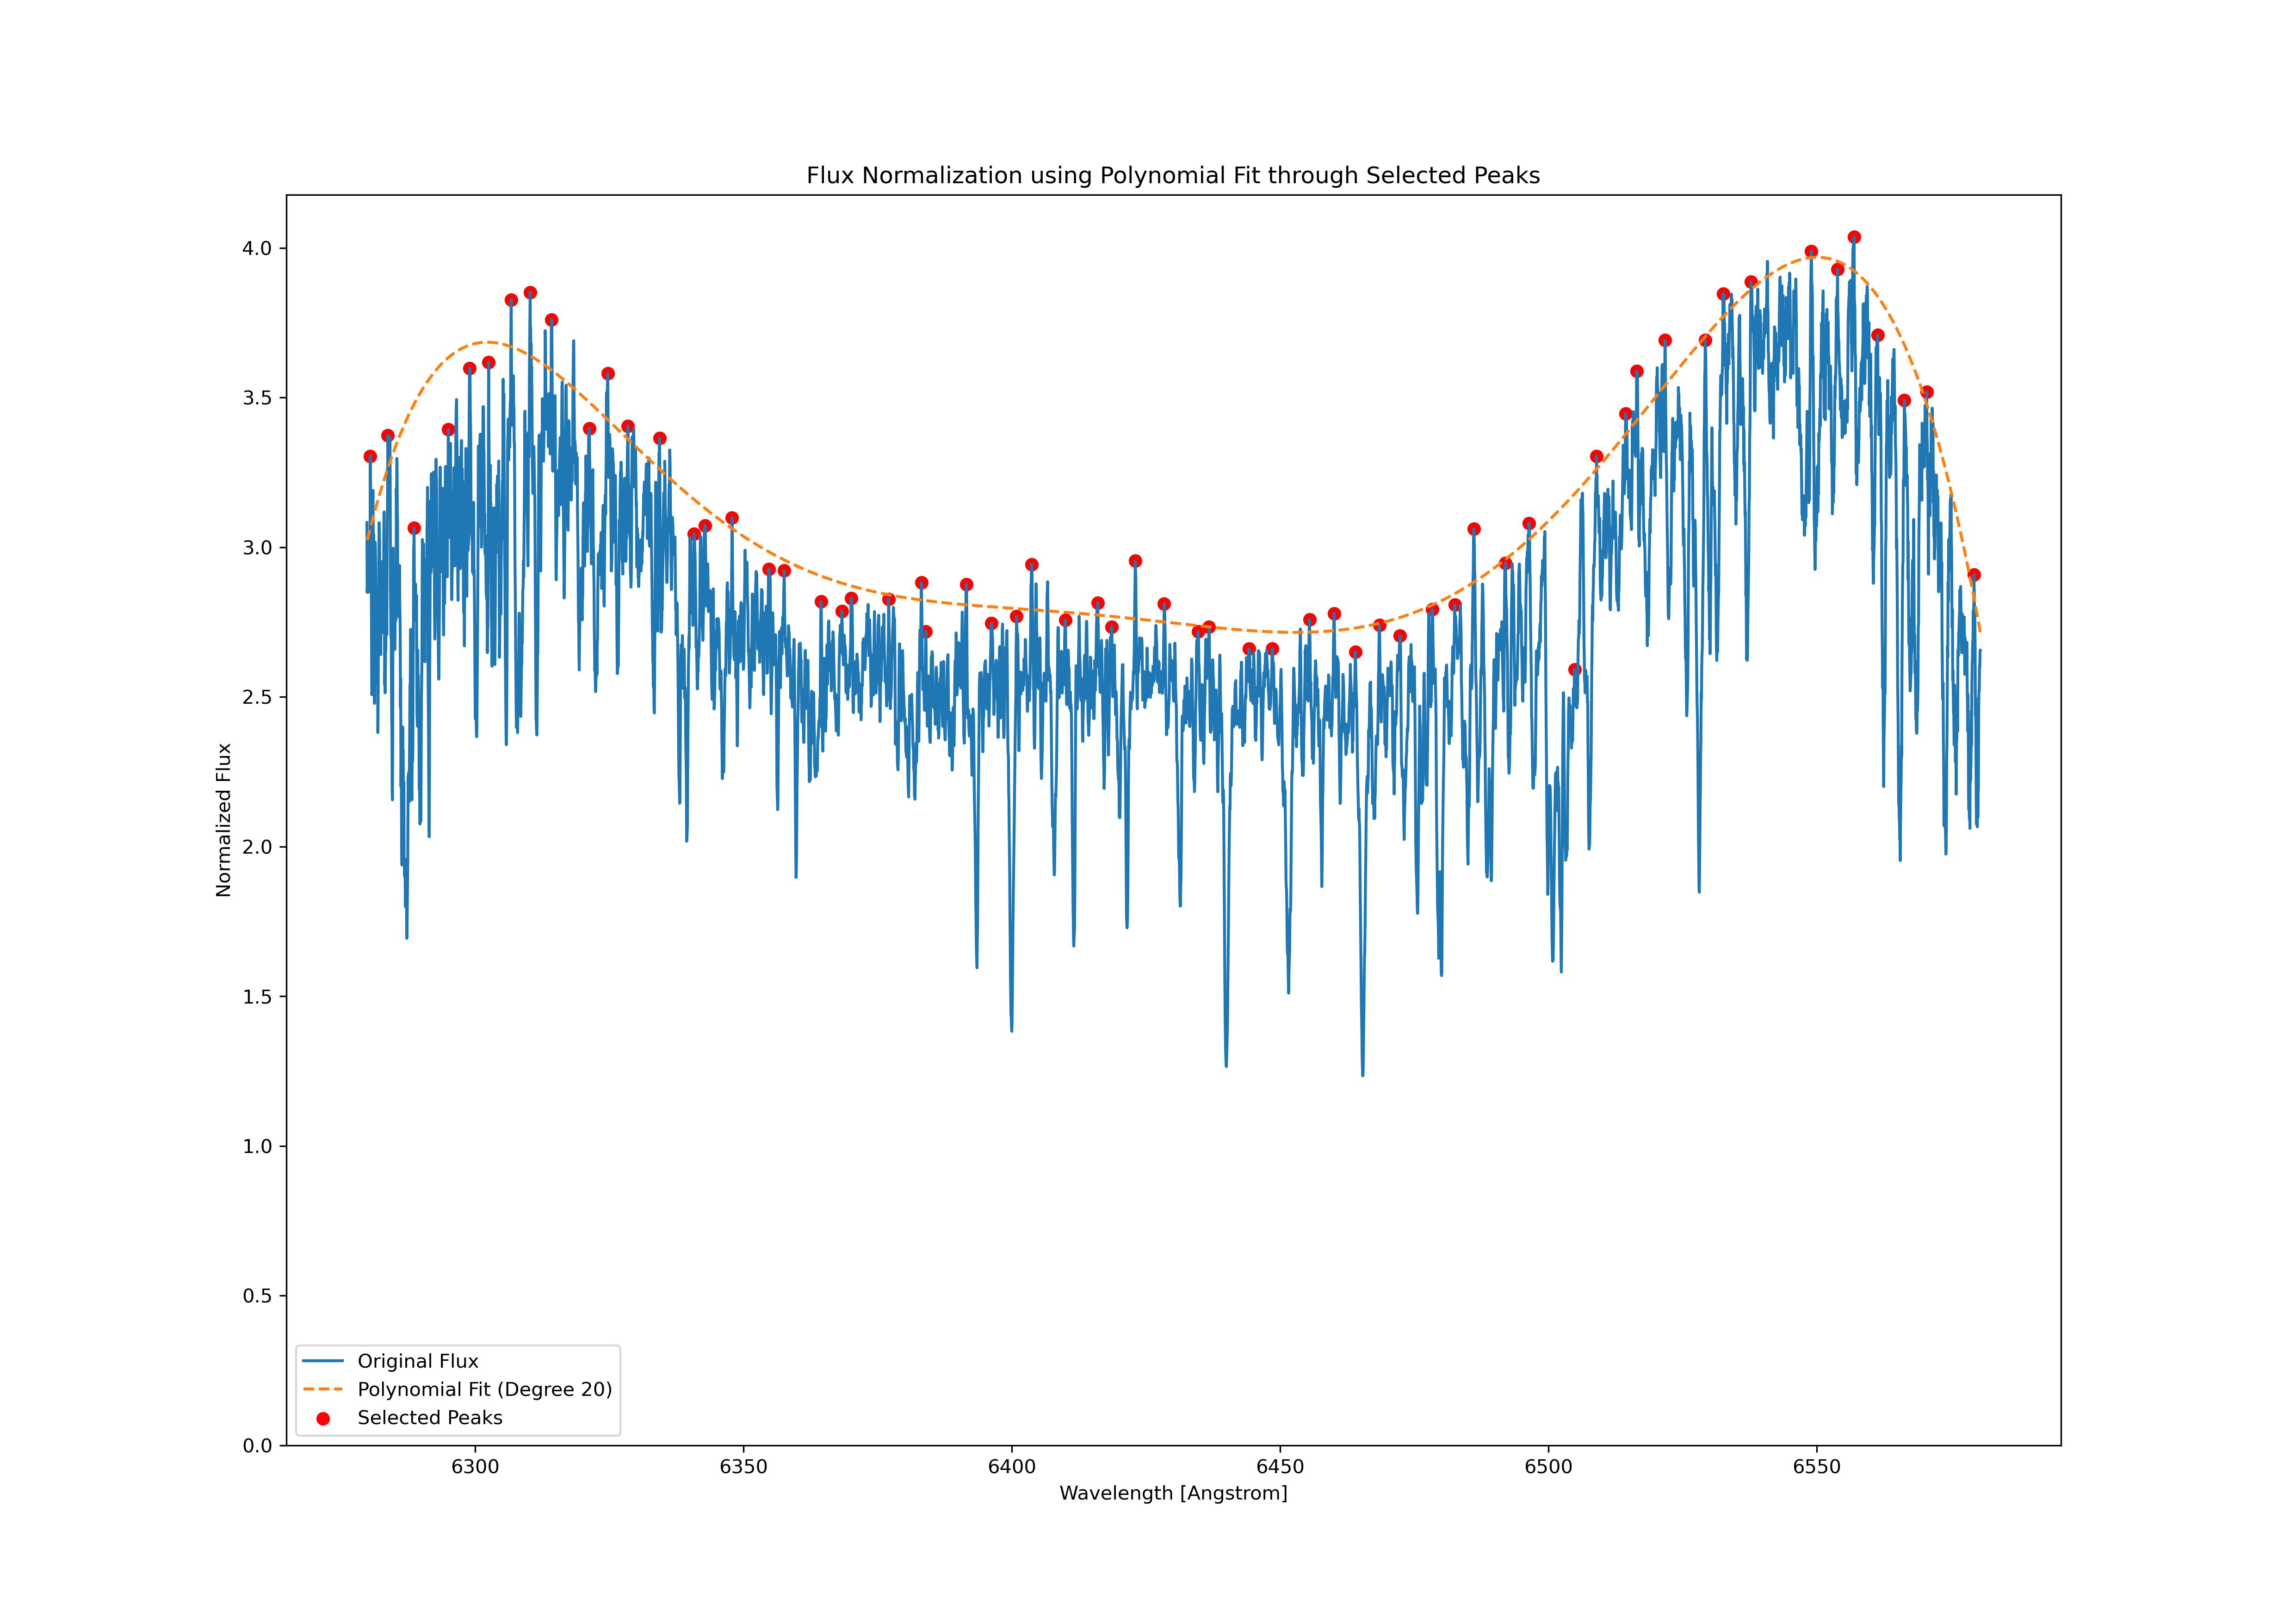 Flux Normalization using Polynomial Fit through Selected Peaks
4.0
3.5
3.0
2.5
2.0
1.5
1.0
0.5
0.0
Normalized Flux
Original Flux
Polynomial Fit (Degree 20)
Selected Peaks
6300
6350
6400
6450
6500
6550
Wavelength [Angstrom]